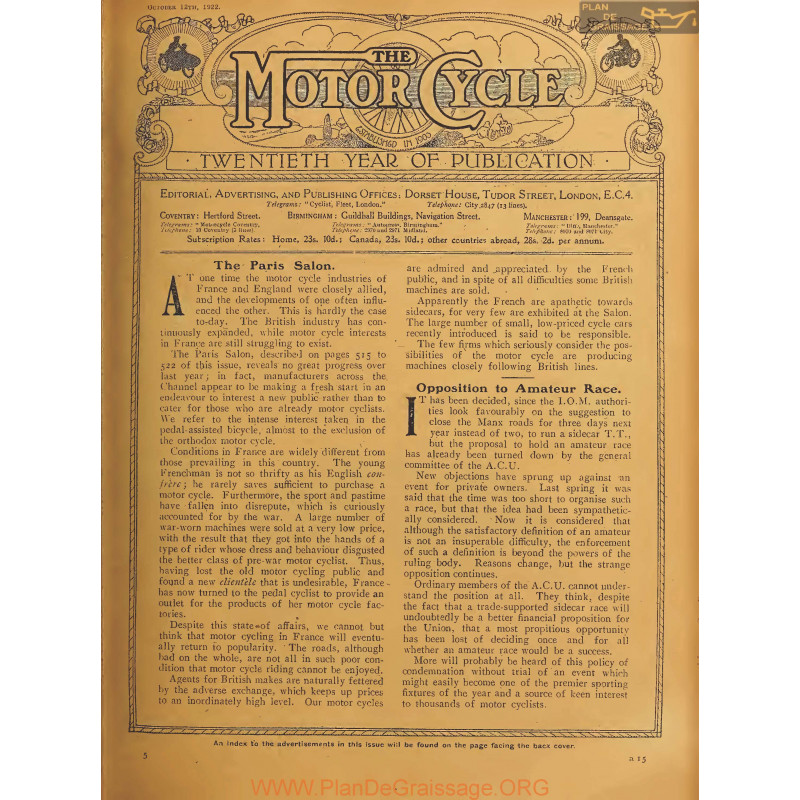 October 12th, 1922.
PLAN
DE
GRAISSAGE
THE
MOTOR CYCLE
ESTABLISHED IN 1903
· TWENTIETH YEAR OF PUBLICATION ·
Editorial, Advertising, and Publishing Offices: Dorset House, Tudor Street, London, E.C.4.
Telegrams: "Cyclist, Fleet, London." Telephone: City 2847 (13 lines).
Coventry: Hertford Street. Birmingham: Guildhall Buildings, Navigation Street. Manchester: 199, Deansgate.
Telegrams: "Motorcycle Coventry. Telegrams: "Autopress, Birmingham." Telegrams: "Manchester."
Telephone: 10 Coventry (5 lines) Telephone: 2970 and 2971 Midland. Telephone: 8970 and 8971 City.
Subscription Rates: Home, 23s. 10d.; Canada, 23s. 10d.; other countries abroad, 28s. 2d. per annum.
The Paris Salon.
AT one time the motor cycle industries of
France and England were closely allied,
and the developments of one often influ-
enced the other. This is hardly the case
to-day. The British industry has con-
tinuously expanded, while motor cycle interests
in France are still struggling to exist.
The Paris Salon, described on pages 515 to
522 of this issue, reveals no great progress over
last year; in fact, manufacturers across the
Channel appear to be making a fresh start in an
endeavour to interest a new public rather than to
cater for those who are already motor cyclists.
We refer to the intense interest taken in the
pedal-assisted bicycle, almost to the exclusion of
the orthodox motor cycle.
Conditions in France are widely different from
those prevailing in this country. The young
Frenchman is not so thrifty as his English con-
frère; he rarely saves sufficient to purchase a
motor cycle. Furthermore, the sport and pastime
have fallen into disrepute, which is curiously
accounted for by the war. A large number of
war-worn machines were sold at a very low price,
with the result that they got into the hands of a
type of rider whose dress and behaviour disgusted
the better class of pre-war motor cyclist. Thus,
having lost the old motor cycling public and
found a new clientèle that is undesirable, France
has now turned to the pedal cyclist to provide an
outlet for the products of her motor cycle fac-
tories.
Despite this state of affairs, we cannot but
think that motor cycling in France will eventu-
ally return to popularity. The roads, although
bad on the whole, are not all in such poor con-
dition that motor cycle riding cannot be enjoyed.
Agents for British makes are naturally fettered
by the adverse exchange, which keeps up prices
to an inordinately high level. Our motor cycles
are admired and appreciated by the French
public, and in spite of all difficulties some British
machines are sold.
Apparently the French are apathetic towards
sidecars, for very few are exhibited at the Salon.
The large number of small, low-priced cycle cars
recently introduced is said to be responsible.
The few firms which seriously consider the pos-
sibilities of the motor cycle are producing
machines closely following British lines.
Opposition to Amateur Race.
IT has been decided, since the I.O.M. authori-
ties look favourably on the suggestion to
close the Manx roads for three days next
year instead of two, to run a sidecar T.T.,
but the proposal to hold an amateur race
has already been turned down by the general
committee of the A.C.U.
New objections have sprung up against an
event for private owners. Last spring it was
said that the time was too short to organise such
a race, but that the idea had been sympathetic-
ally considered. Now it is considered that
although the satisfactory definition of an amateur
is not an insuperable difficulty, the enforcement
of such a definition is beyond the powers of the
ruling body. Reasons change, but the strange
opposition continues.
Ordinary members of the A.C.U. cannot under-
stand the position at all. They think, despite
the fact that a trade-supported sidecar race will
undoubtedly be a better financial proposition for
the Union, that a most propitious opportunity
has been lost of deciding once and for all
whether an amateur race would be a success.
More will probably be heard of this policy of
condemnation without trial of an event which
might easily become one of the premier sporting
fixtures of the year and a source of keen interest
to thousands of motor cyclists.
An index to the advertisements in this issue will be found on the page facing the back cover.
5
a 15
www.PlanDeGraissage.ORG